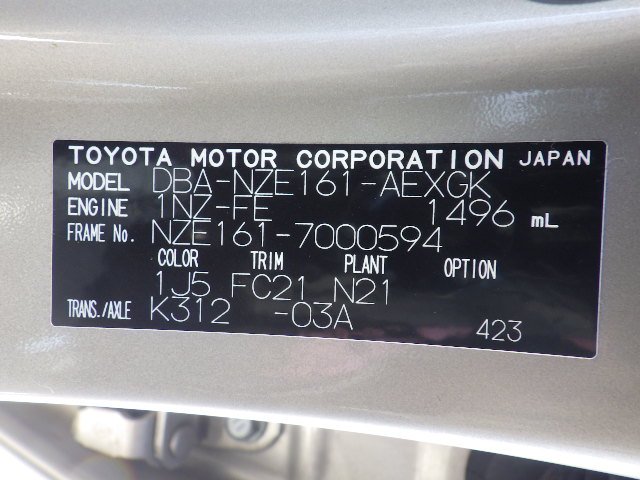 TOYOTA MOTOR CORPORATION JAPAN
MODEL DBA-NZE161-AEXGK
ENGINE 1NZ-FE 1496 mL
FRAME No. NZE161-7000594
COLOR TRIM PLANT OPTION
1J5 FC21 N21
TRANS./AXLE K312 -03A
423